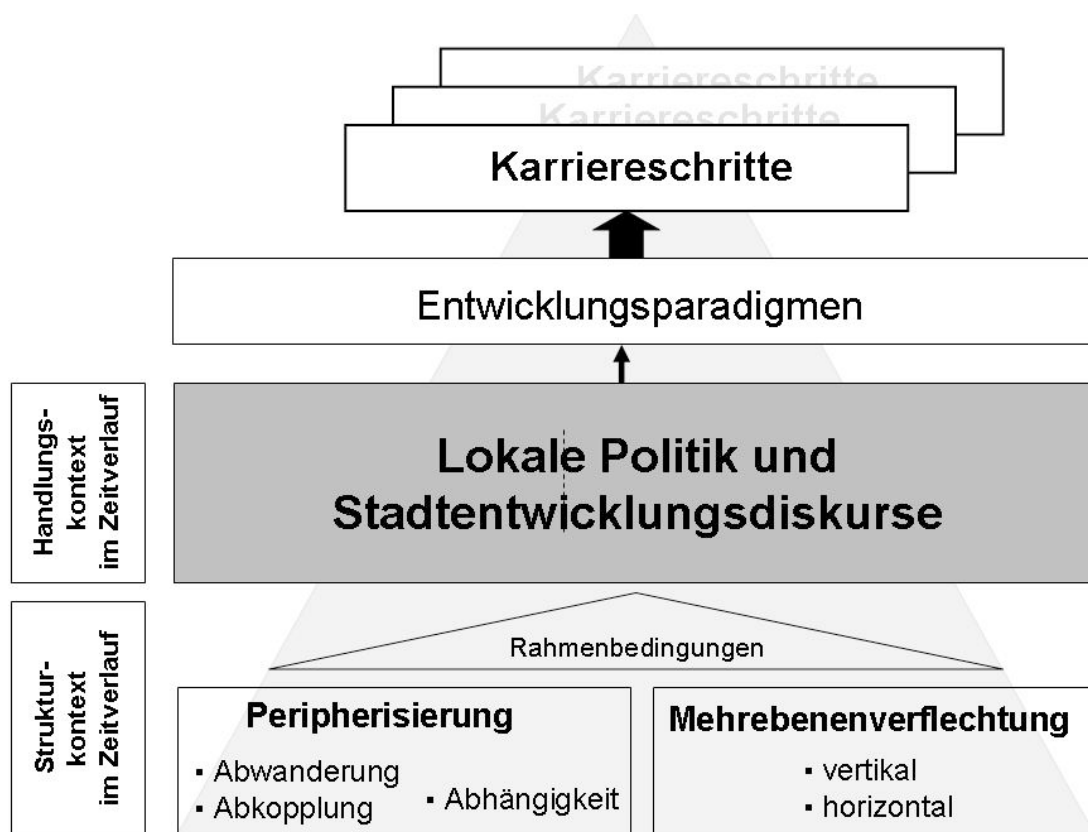 Karriereschritte
Karriereschritte
Karriereschritte
Entwicklungsparadigmen
Handlungs-
kontext
im Zeitverlauf
Lokale Politik und
Stadtentwicklungsdiskurse
Struktur-
kontext
im Zeitverlauf
Rahmenbedingungen
Peripherisierung
▪ Abwanderung
▪ Abkopplung
▪ Abhängigkeit
Mehrebenenverflechtung
▪ vertikal
▪ horizontal